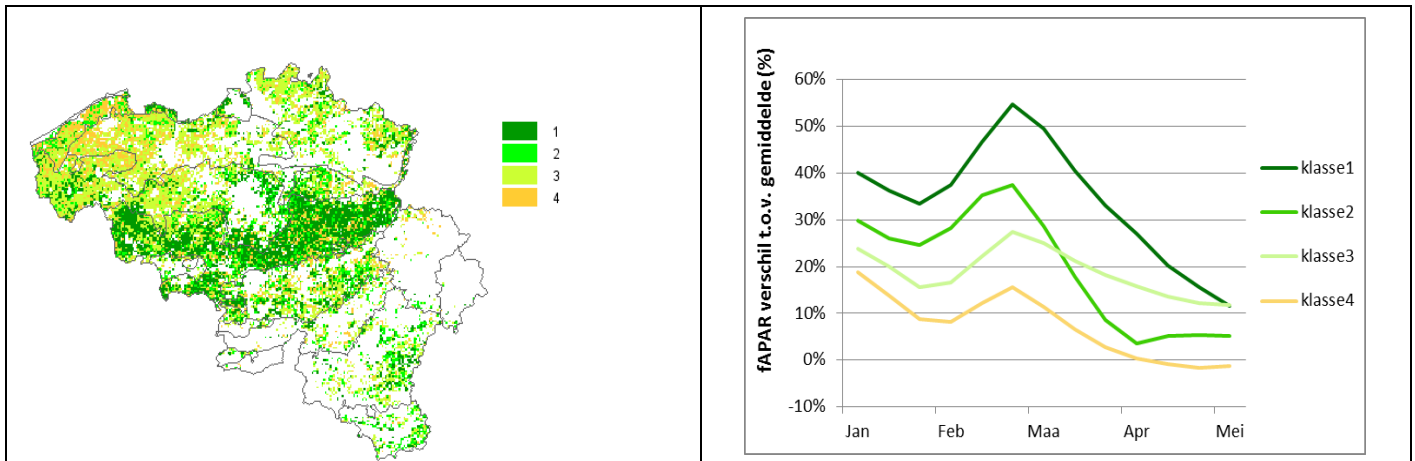 1
2
3
4
fAPAR verschil t.o.v. gemiddelde (%)
60%
50%
40%
30%
20%
10%
0%
-10%
Jan Feb Maa Apr Mei
klasse1
klasse2
klasse3
klasse4